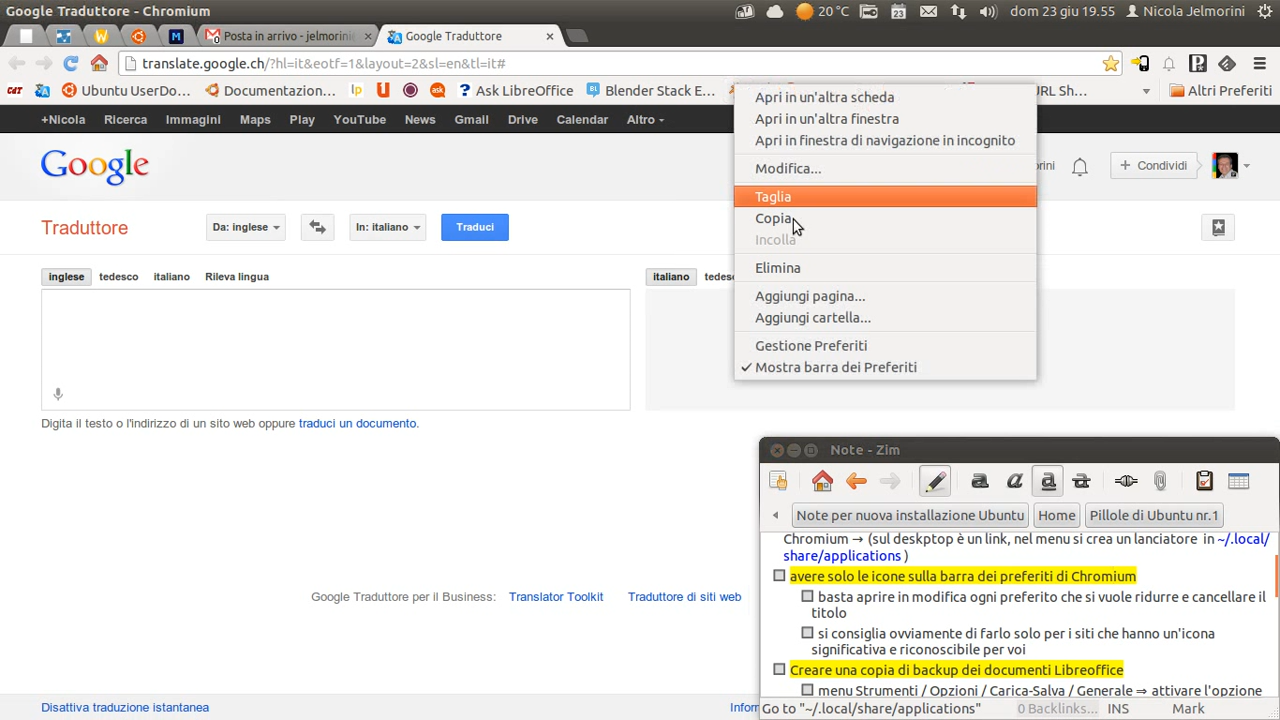 Google Traduttore - Chromium
20 °C
23
dom 23 giu 19.55
Nicola Jelmorini
Posta in arrivo - jelmorini
Google Traduttore
translate.google.ch/?hl=it&eotf=1&layout=2&sl=en&tl=it#
CAT
Ubuntu UserDo...
Documentazion...
lp
U
Ask LibreOffice
Blender Stack E...
URL Sh...
Altri Preferiti
+Nicola Ricerca Immagini Maps Play YouTube News Gmail Drive Calendar Altro
Google
+ Condividi
Traduttore
Da: inglese
In: italiano
Traduci
inglese tedesco italiano Rileva lingua
italiano
Digita il testo o l'indirizzo di un sito web oppure traduci un documento.
Apri in un'altra scheda
Apri in un'altra finestra
Apri in finestra di navigazione in incognito
Modifica...
Taglia
Copia
Incolla
Elimina
Aggiungi pagina...
Aggiungi cartella...
Gestione Preferiti
Mostra barra dei Preferiti
Google Traduttore per il Business: Translator Toolkit Traduttore di siti web
Disattiva traduzione istantanea
Note - Zim
Note per nuova installazione Ubuntu
Home
Pillole di Ubuntu nr.1
Chromium → (sul deskptop è un link, nel menu si crea un lanciatore in ~/.local/
share/applications )
avere solo le icone sulla barra dei preferiti di Chromium
basta aprire in modifica ogni preferito che si vuole ridurre e cancellare il
titolo
si consiglia ovviamente di farlo solo per i siti che hanno un'icona
significativa e riconoscibile per voi
Creare una copia di backup dei documenti Libreoffice
menu Strumenti / Opzioni / Carica-Salva / Generale ⇒ attivare l'opzione
Go to "~/.local/share/applications"
0 Backlinks...
INS
Mark